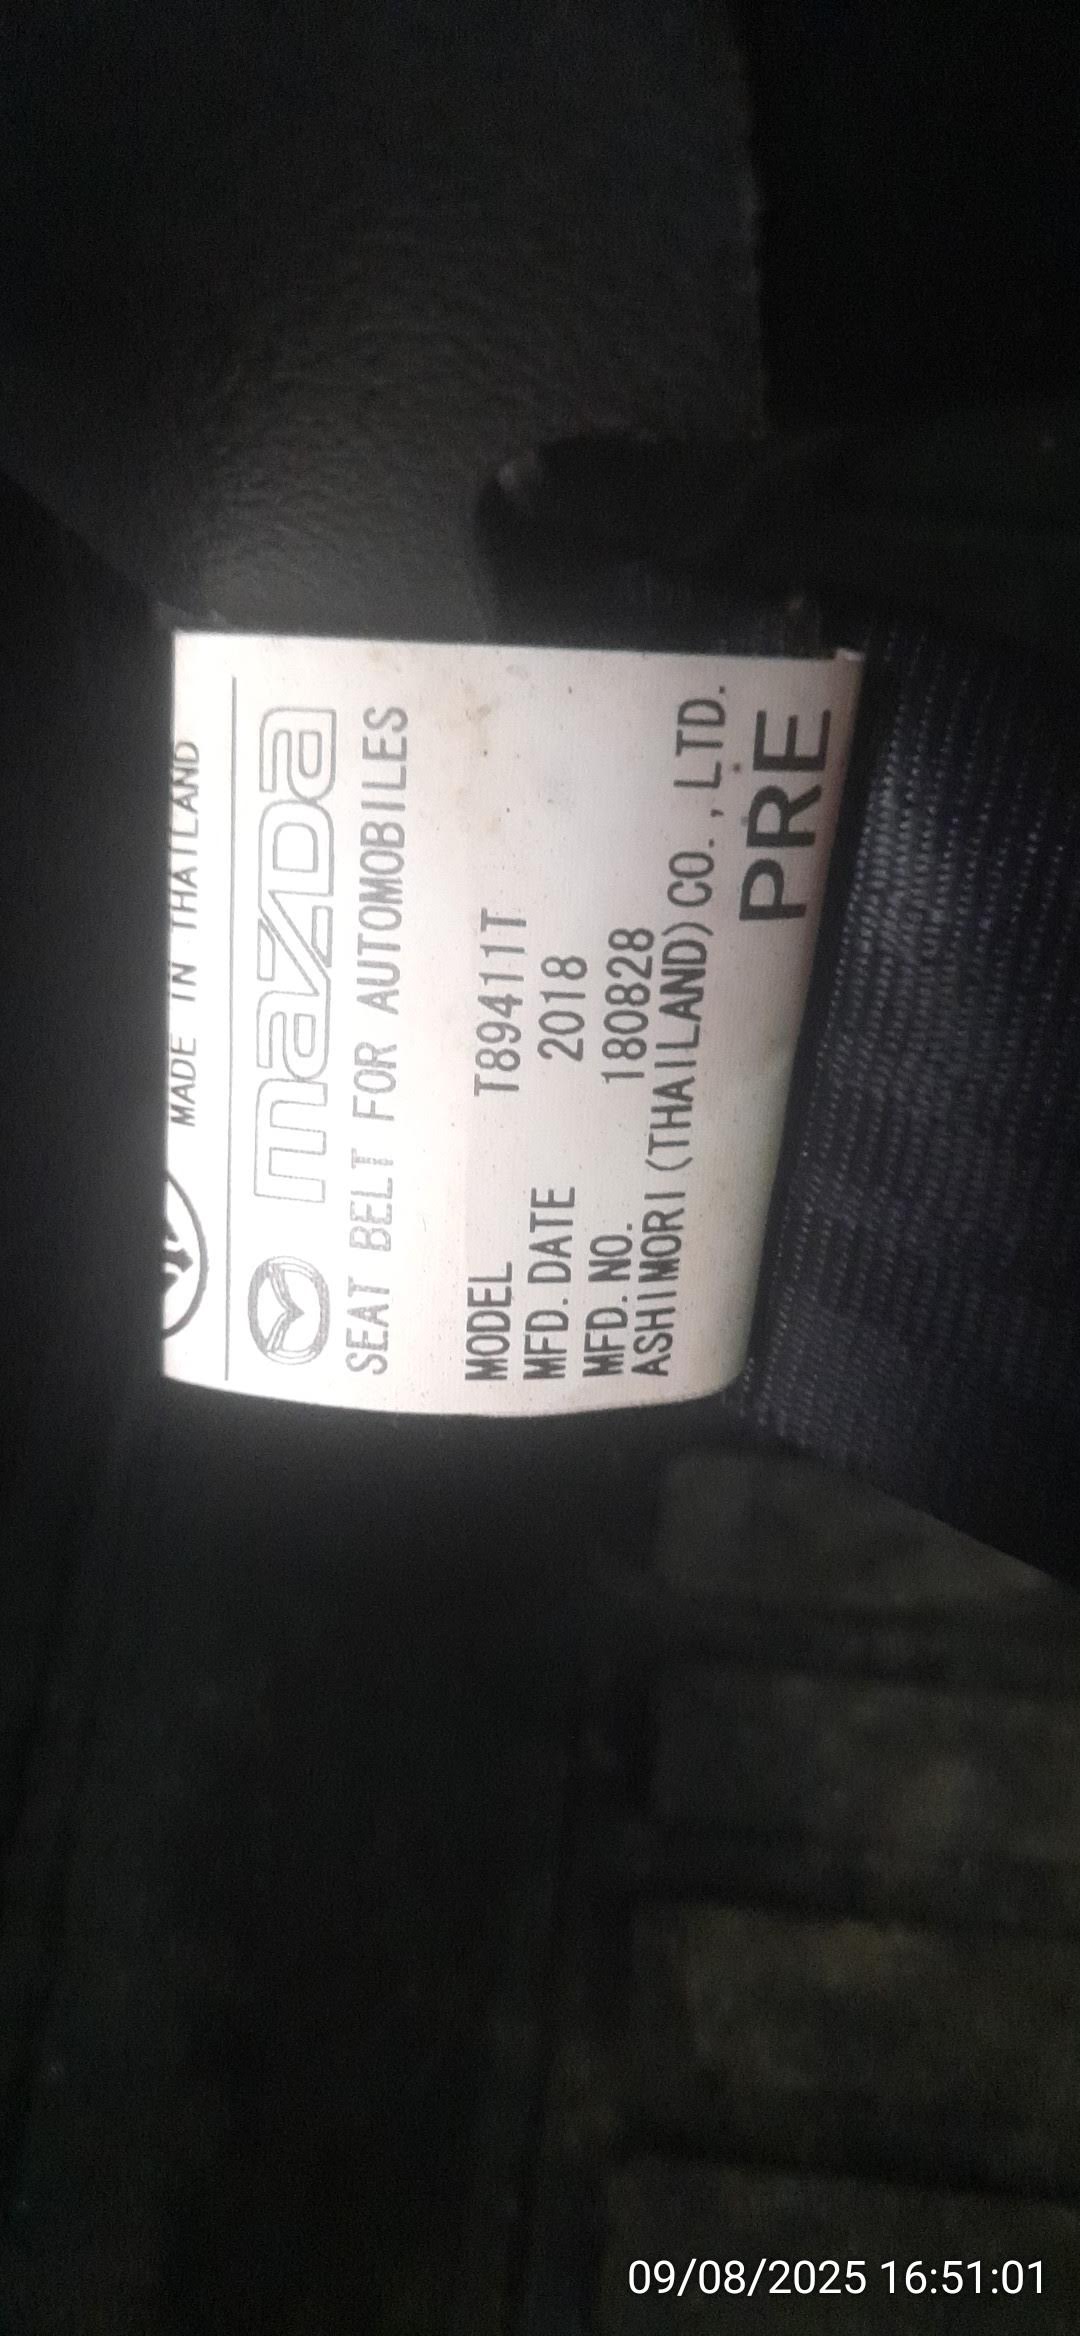 MADE IN THAILAND
mazda
SEAT BELT FOR AUTOMOBILES
MODEL T89411T
MFD. DATE 2018
MFD. NO. 180828
ASHIMORI (THAILAND) CO., LTD.
PRE
09/08/2025 16:51:01